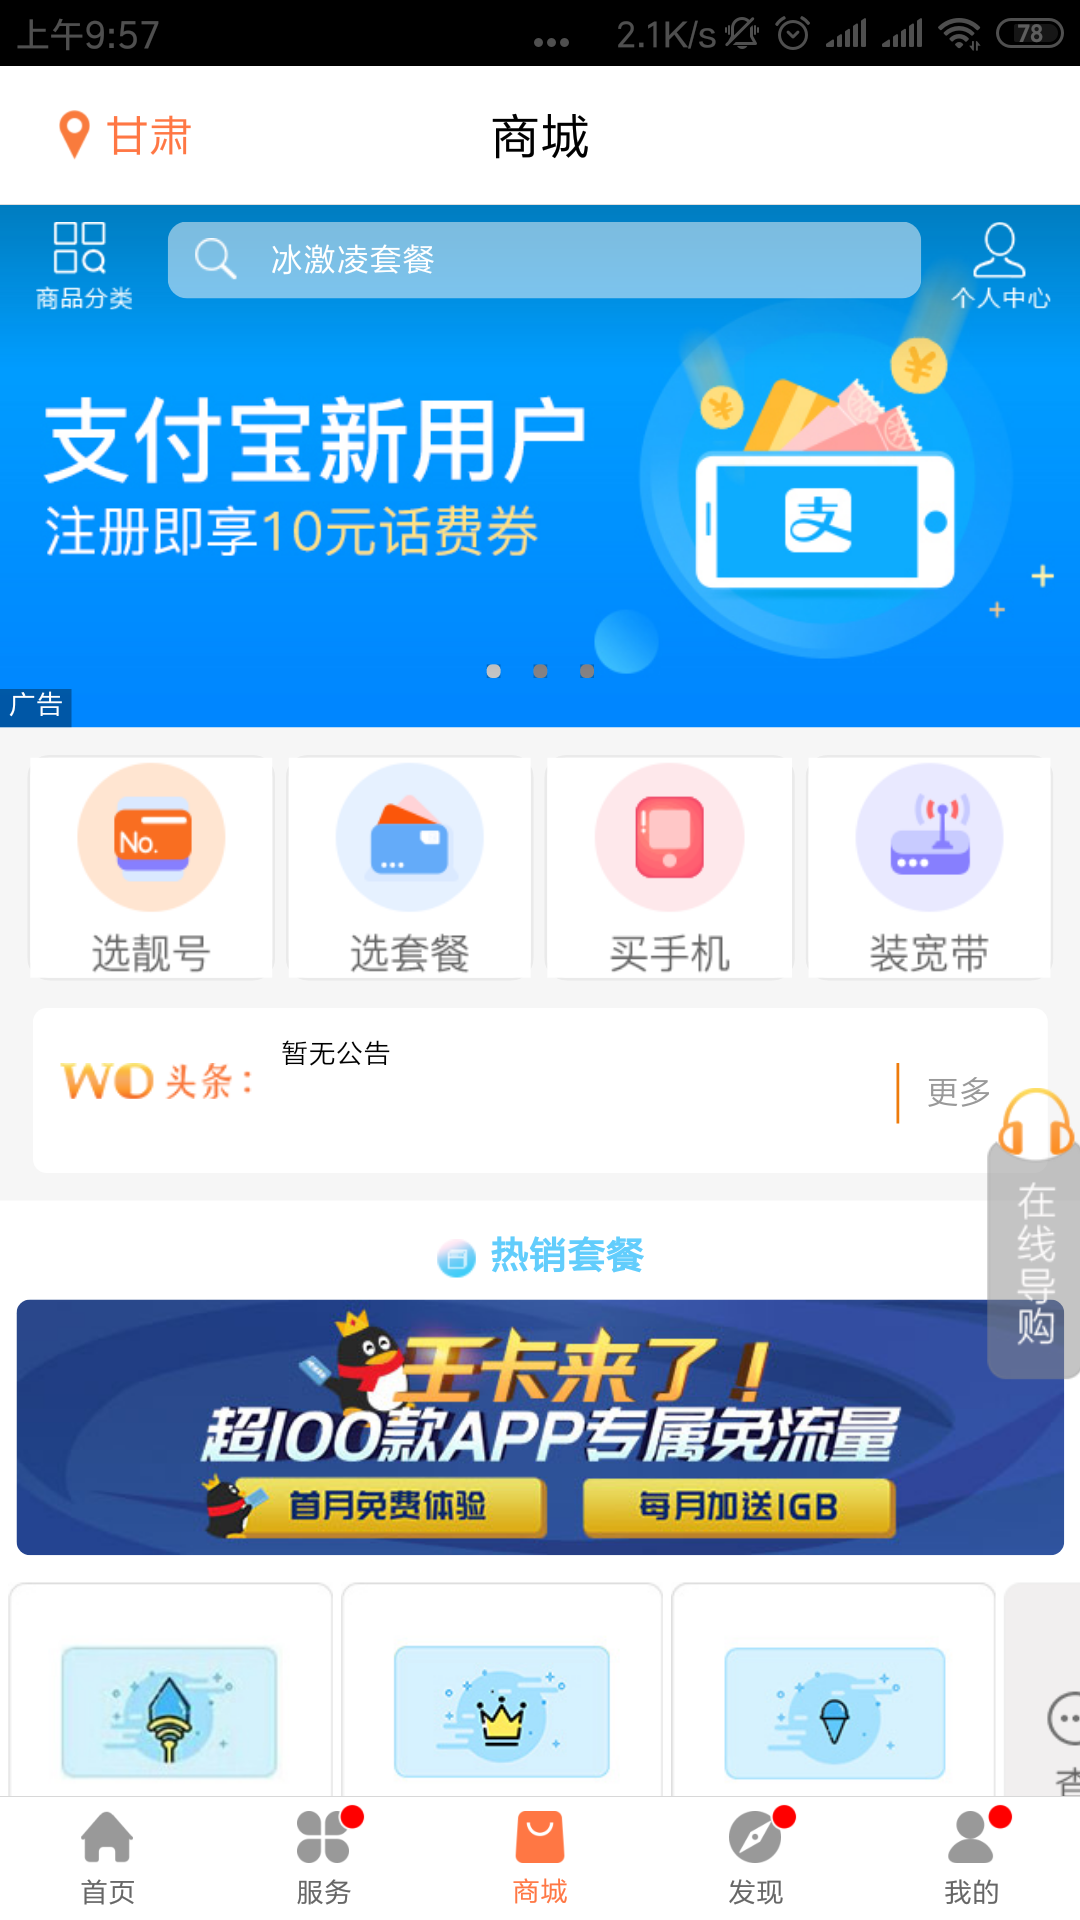 上午9:57
... 2.1K/s 78
甘肃
商城
商品分类
冰激凌套餐
个人中心
支付宝新用户
注册即享10元话费券
支
广告
No.
选靓号
选套餐
买手机
装宽带
WO头条：
暂无公告
更多
在线导购
热销套餐
王卡来了！
超100款APP专属免流量
首月免费体验
每月加送1GB
首页
服务
商城
发现
我的